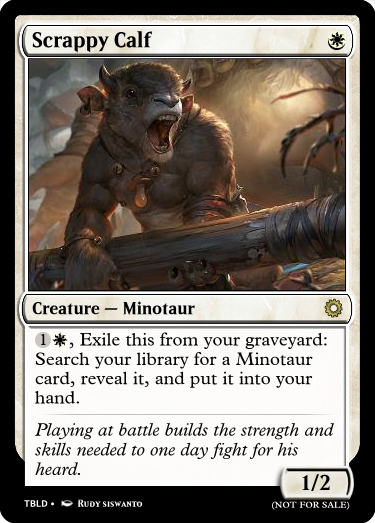 Scrappy Calf
Creature — Minotaur
1, Exile this from your graveyard:
Search your library for a Minotaur
card, reveal it, and put it into your
hand.
Playing at battle builds the strength and
skills needed to one day fight for his
heard.
1/2
TBLD • Rudy siswanto
(NOT FOR SALE)